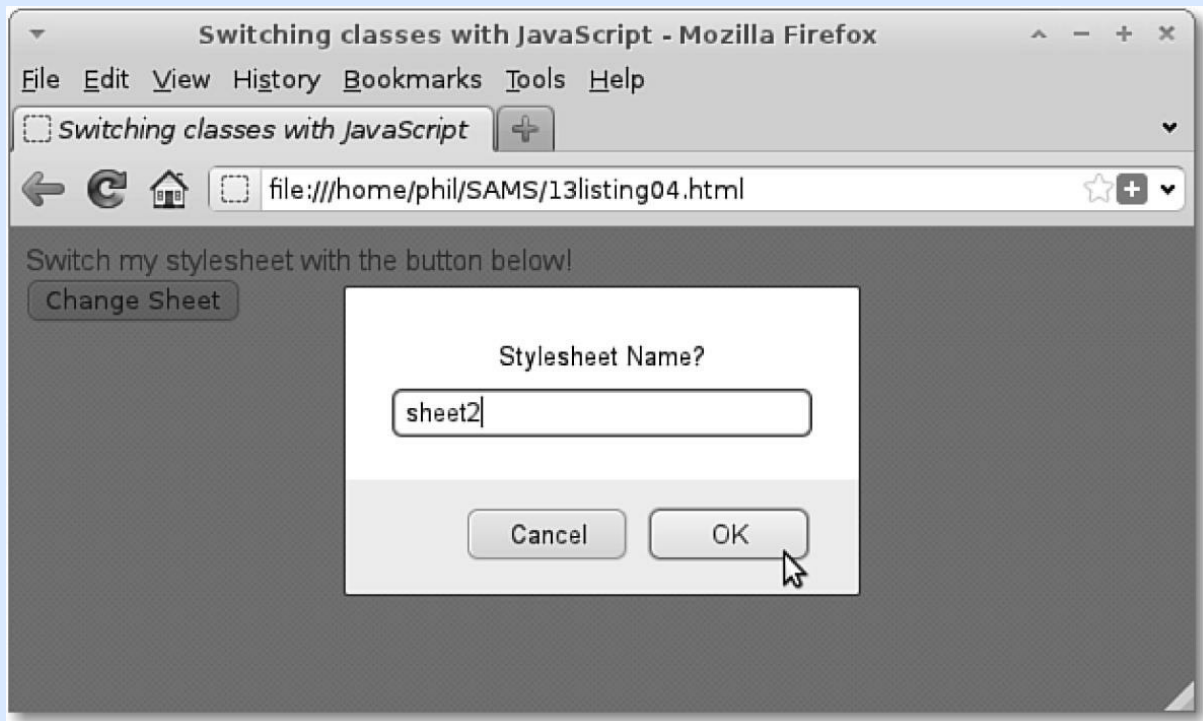 Switching classes with JavaScript - Mozilla Firefox
File Edit View History Bookmarks Tools Help
Switching classes with JavaScript
file:///home/phil/SAMS/13listing04.html
Switch my stylesheet with the button below!
Change Sheet
Stylesheet Name?
sheet2
Cancel OK